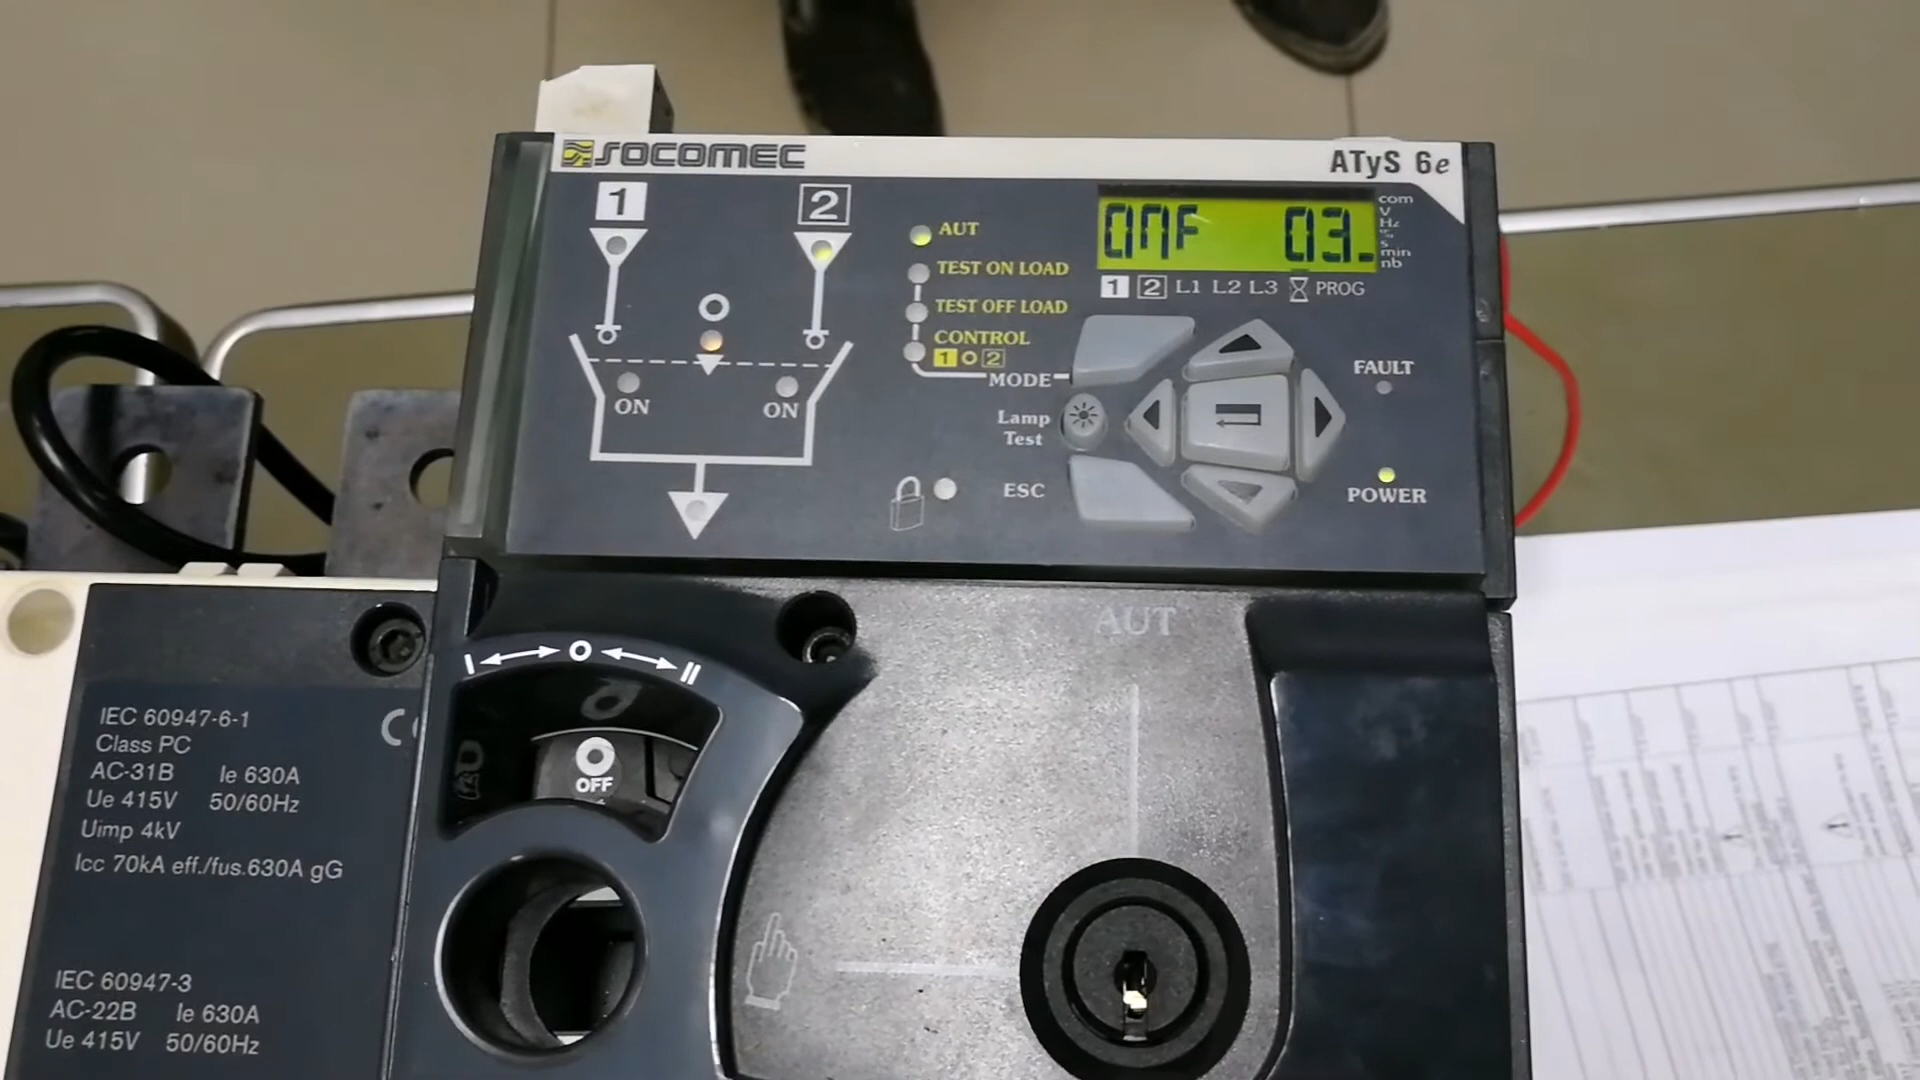 SOCOMEC
ATyS 6e
1
2
AUT
TEST ON LOAD
TEST OFF LOAD
CONTROL
1 O 2
MODE
0MF 03
com
V
Hz
s
min
nb
1 2 L1 L2 L3 PROG
O
ON
ON
Lamp
Test
ESC
FAULT
POWER
AUT
I O II
O
OFF
IEC 60947-6-1
Class PC
AC-31B Ie 630A
Ue 415V 50/60Hz
Uimp 4kV
Icc 70kA eff./fus.630A gG
IEC 60947-3
AC-22B Ie 630A
Ue 415V 50/60Hz